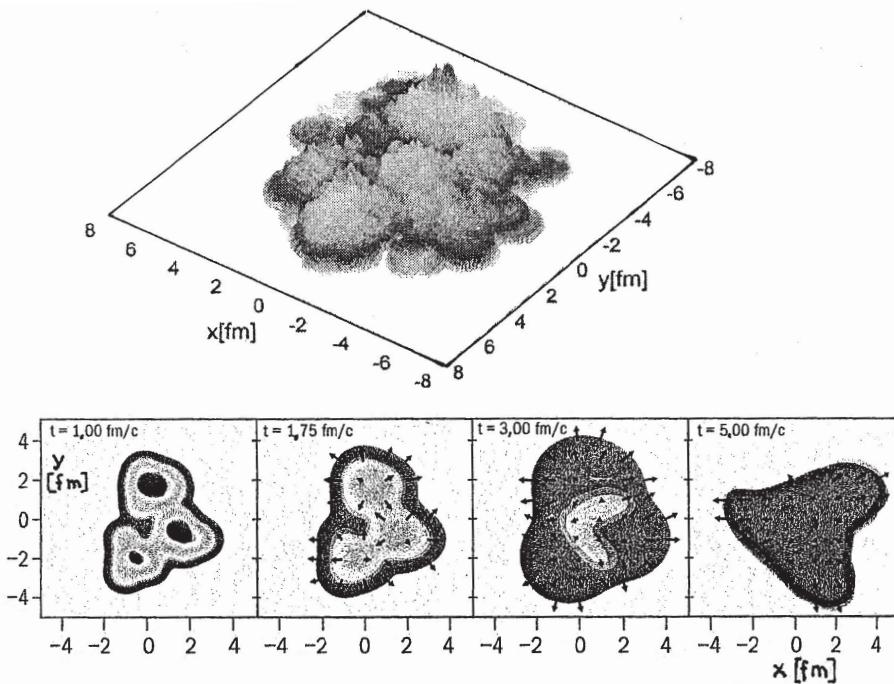 8
6
4
2
0
-2
-4
-6
-8
x[fm]
-8
-6
-4
-2
0
2
4
6
8
y[fm]
t = 1,00 fm/c
t = 1,75 fm/c
t = 3,00 fm/c
t = 5,00 fm/c
4
2
0
−2
−4
y
[fm]
−4 −2 0 2 4 −4 −2 0 2 4 −4 −2 0 2 4 −4 −2 0 2 4
x [fm]